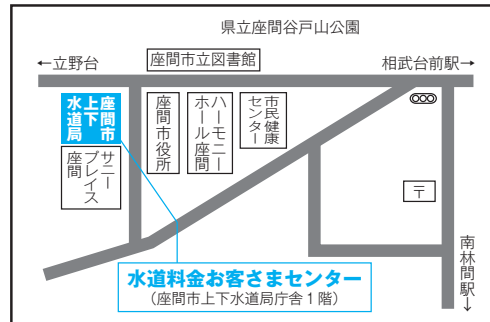 県立座間谷戸山公園
←立野台
座間市立図書館
相武台前駅→
座間市
上下
水道局
座間市役所
ハーモニー
ホール座間
市民健康
センター
サニー
プレイス
座間
〒
南林間駅↓
水道料金お客さまセンター
（座間市上下水道局庁舎１階）